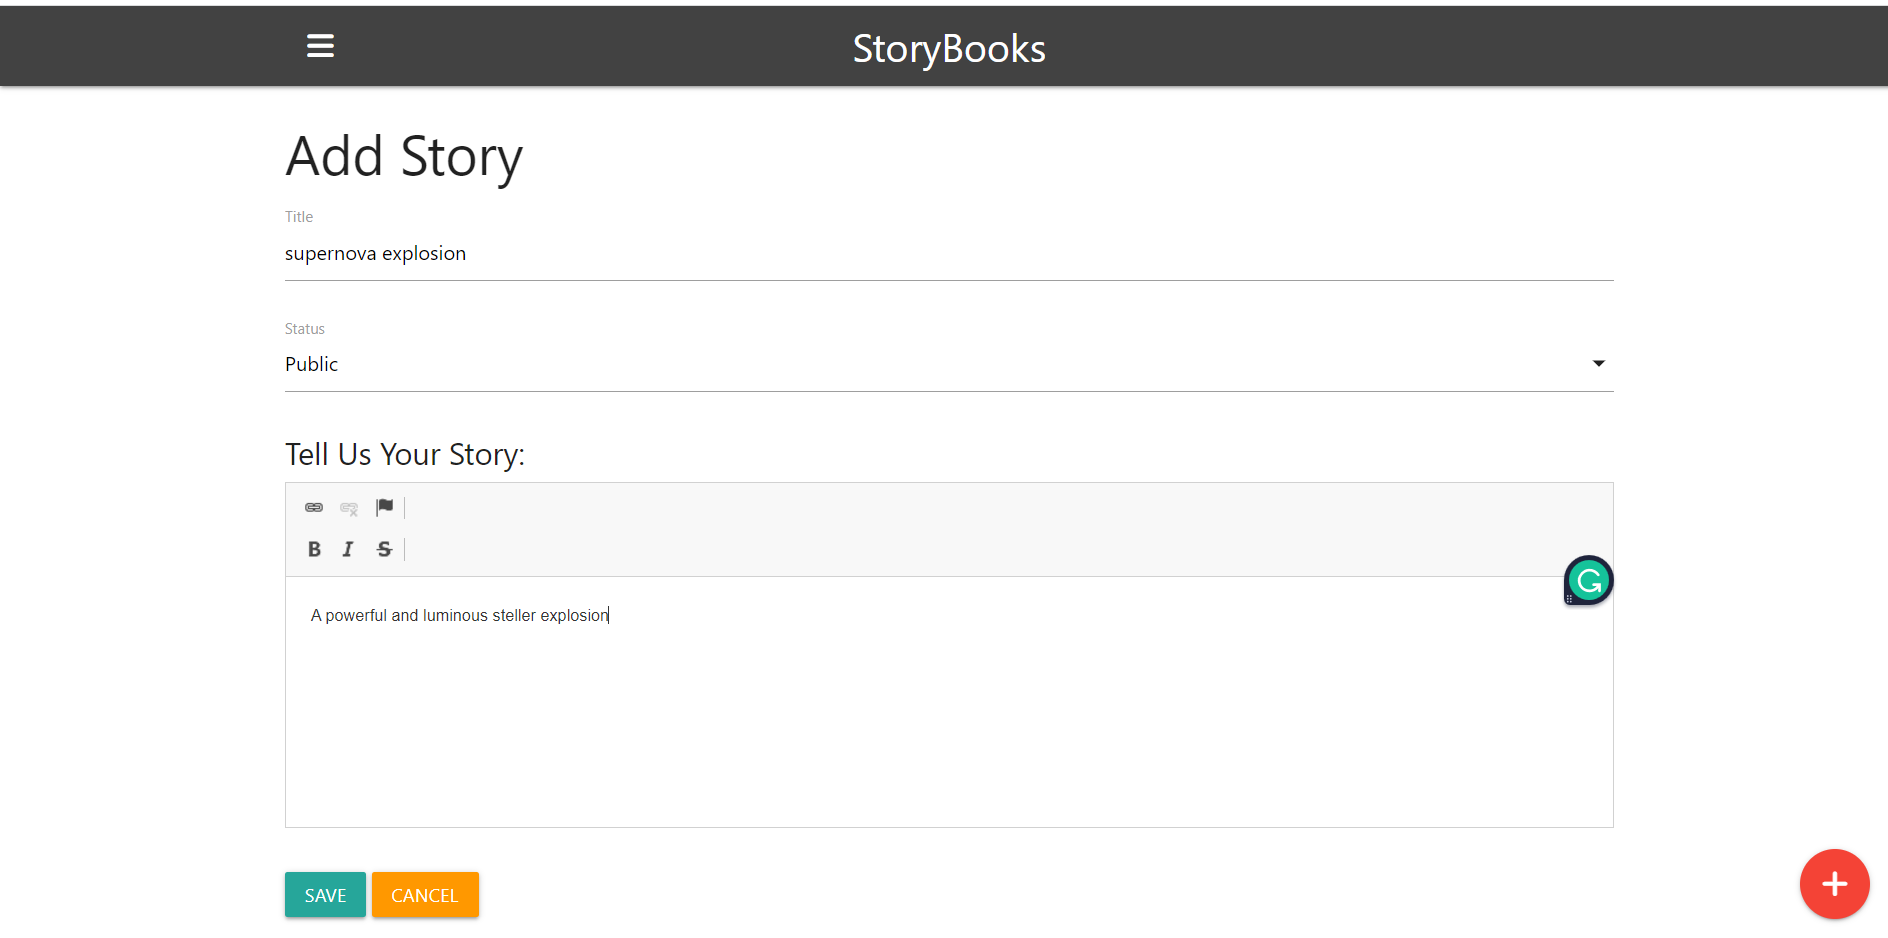 StoryBooks
Add Story
Title
supernova explosion
Status
Public
Tell Us Your Story:
B I S
A powerful and luminous steller explosion
SAVE CANCEL